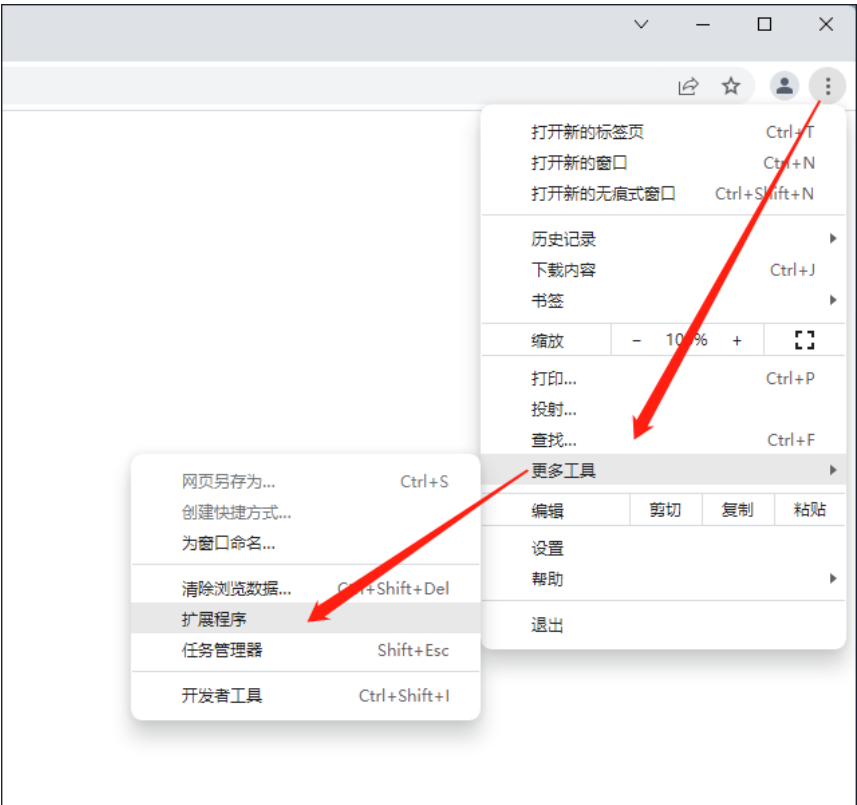 打开新的标签页 Ctrl+T
打开新的窗口 Ctrl+N
打开新的无痕式窗口 Ctrl+Shift+N
历史记录
下载内容 Ctrl+J
书签
缩放 − 100% +
打印... Ctrl+P
投射...
查找... Ctrl+F
更多工具
编辑 剪切 复制 粘贴
设置
帮助
退出
网页另存为... Ctrl+S
创建快捷方式...
为窗口命名...
清除浏览数据... Ctrl+Shift+Del
扩展程序
任务管理器 Shift+Esc
开发者工具 Ctrl+Shift+I